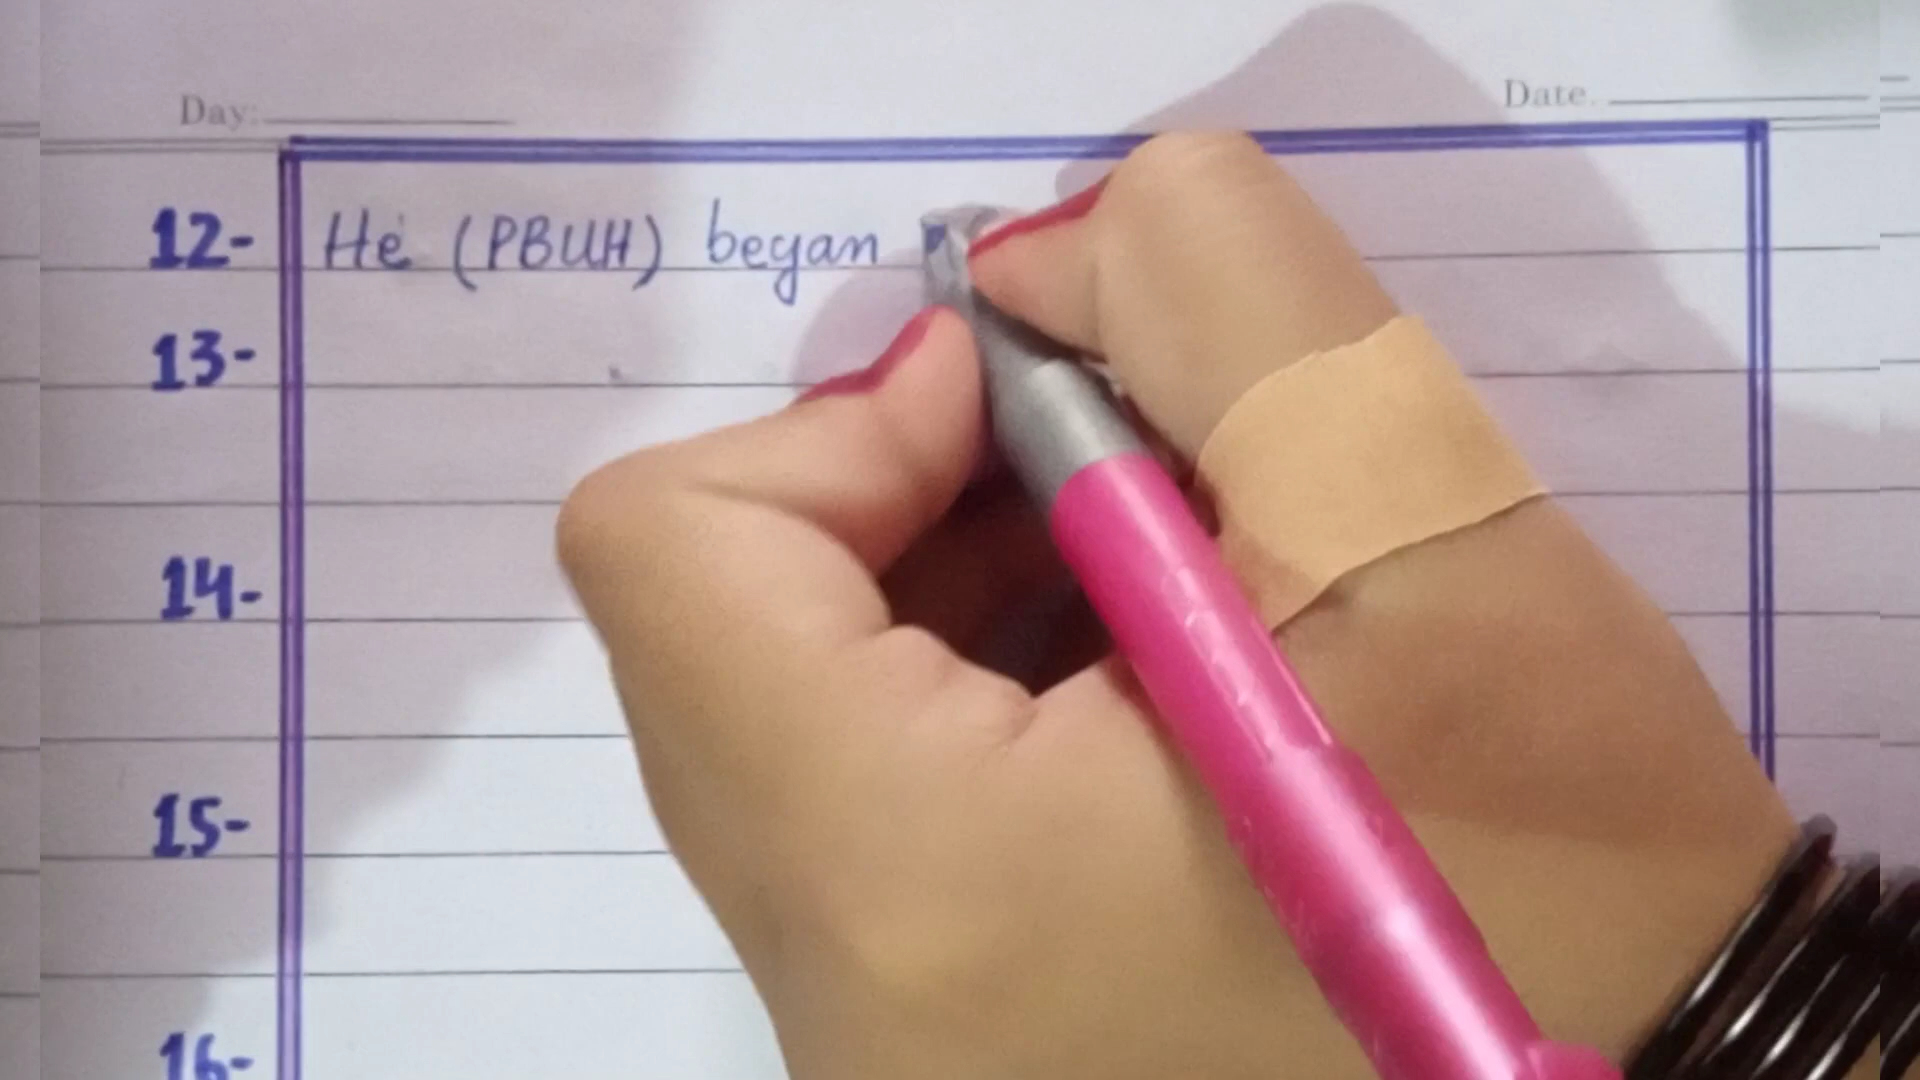 Day:
Date.
12- He (PBUH) began
13-
14-
15-
16-